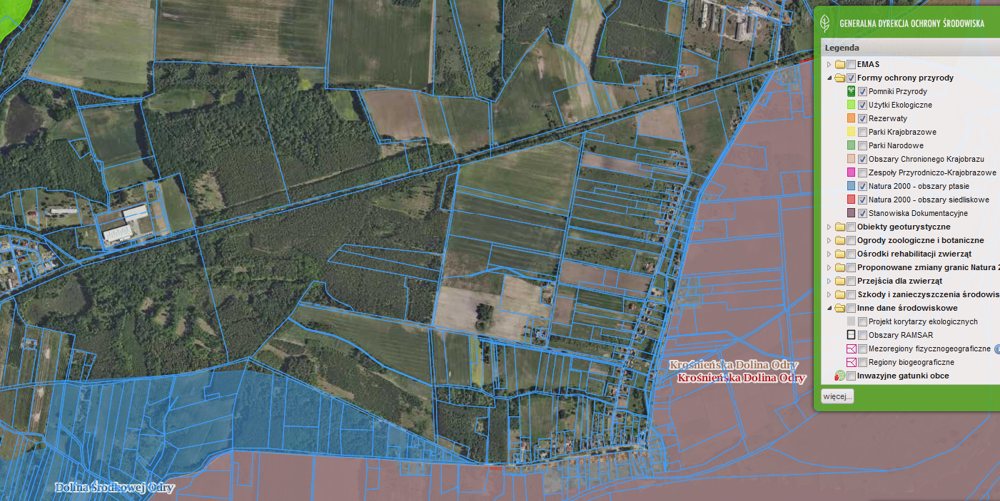 GENERALNA DYREKCJA OCHRONY ŚRODOWISKA
Legenda
EMAS
Formy ochrony przyrody
Pomniki Przyrody
Użytki Ekologiczne
Rezerwaty
Parki Krajobrazowe
Parki Narodowe
Obszary Chronionego Krajobrazu
Zespoły Przyrodniczo-Krajobrazowe
Natura 2000 - obszary ptasie
Natura 2000 - obszary siedliskowe
Stanowiska Dokumentacyjne
Obiekty geoturystyczne
Ogrody zoologiczne i botaniczne
Ośrodki rehabilitacji zwierząt
Proponowane zmiany granic Natura 2
Przejścia dla zwierząt
Szkody i zanieczyszczenia środowis
Inne dane środowiskowe
Projekt korytarzy ekologicznych
Obszary RAMSAR
Mezoregiony fizycznogeograficzne
Regiony biogeograficzne
Inwazyjne gatunki obce
więcej...
Krośnieńska Dolina Odry
Krośnieńska Dolina Odry
Dolina Środkowej Odry